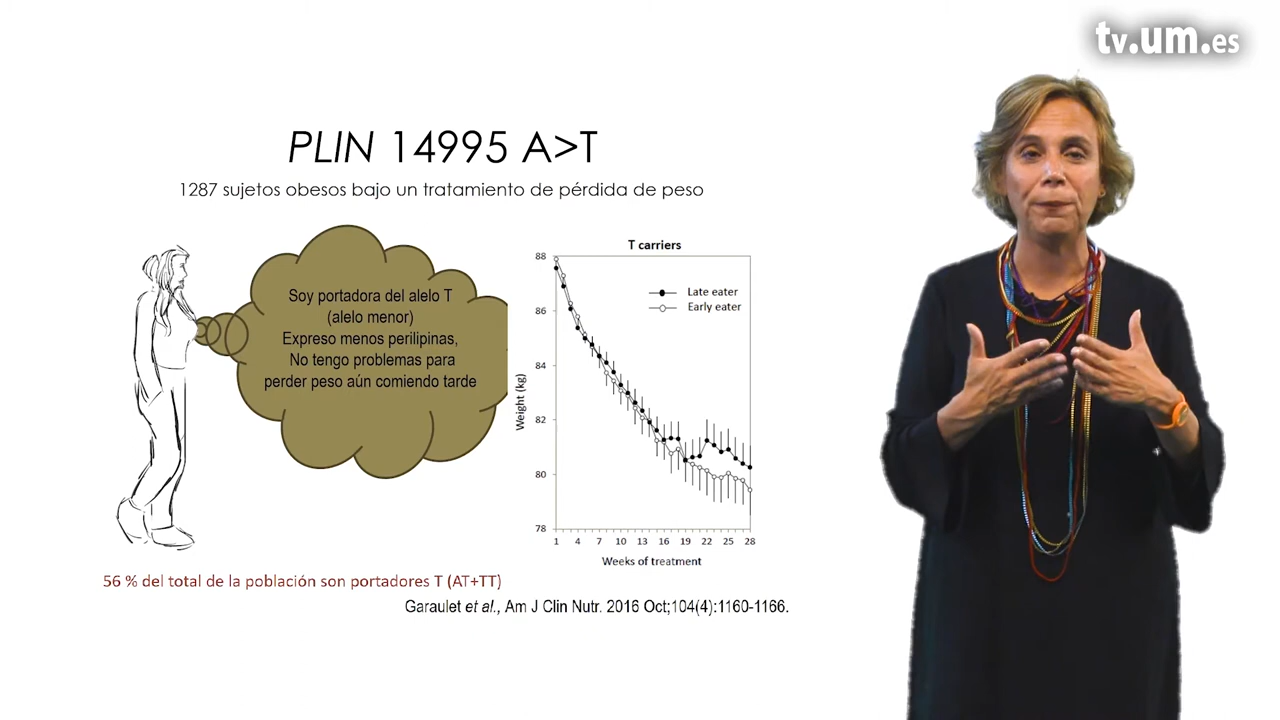 tv.um.es
PLIN 14995 A>T
1287 sujetos obesos bajo un tratamiento de pérdida de peso
Soy portadora del alelo T
(alelo menor)
Expreso menos perilipinas,
No tengo problemas para
perder peso aún comiendo tarde
T carriers
Late eater
Early eater
88
86
84
82
80
78
Weight (kg)
1 4 7 10 13 16 19 22 25 28
Weeks of treatment
56 % del total de la población son portadores T (AT+TT)
Garaulet et al., Am J Clin Nutr. 2016 Oct;104(4):1160-1166.